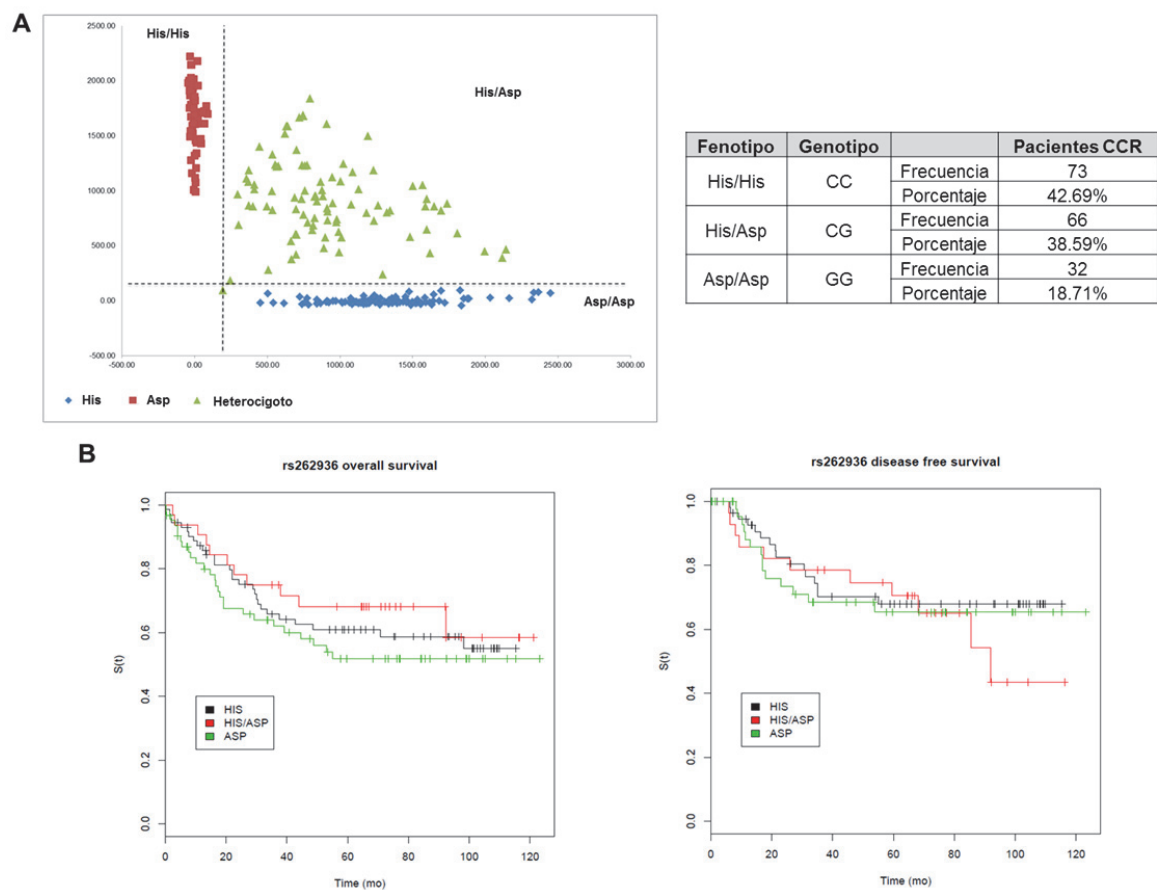 A
His/His
His/Asp
Asp/Asp
2500.00
2000.00
1500.00
1000.00
500.00
0.00
-500.00
-500.00 0.00 500.00 1000.00 1500.00 2000.00 2500.00 3000.00
His Asp Heterocigoto
Fenotipo Genotipo Pacientes CCR
His/His CC Frecuencia 73
Porcentaje 42.69%
His/Asp CG Frecuencia 66
Porcentaje 38.59%
Asp/Asp GG Frecuencia 32
Porcentaje 18.71%
B
rs262936 overall survival
S(t)
1.0
0.8
0.6
0.4
0.2
0.0
HIS
HIS/ASP
ASP
0 20 40 60 80 100 120
Time (mo)
rs262936 disease free survival
S(t)
1.0
0.8
0.6
0.4
0.2
0.0
HIS
HIS/ASP
ASP
0 20 40 60 80 100 120
Time (mo)